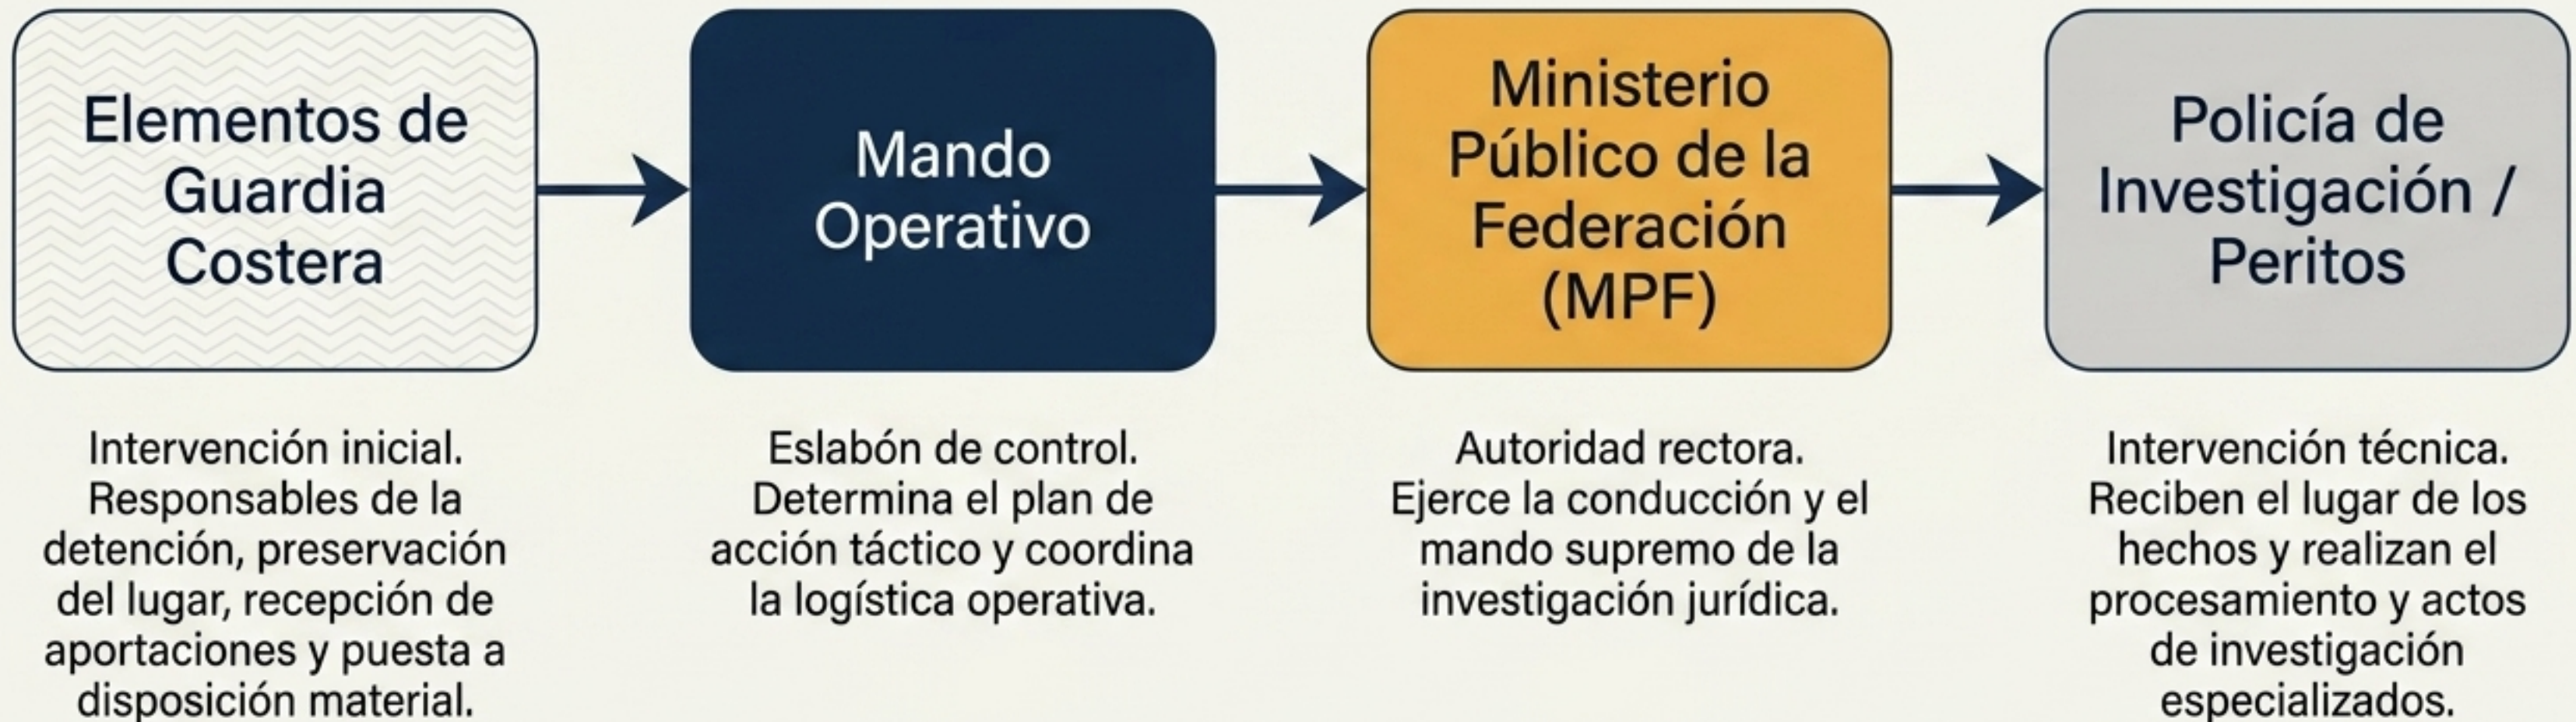 Elementos de
Guardia
Costera
Mando
Operativo
Ministerio
Público de la
Federación
(MPF)
Policía de
Investigación /
Peritos
Intervención inicial.
Responsables de la
detención, preservación
del lugar, recepción de
aportaciones y puesta a
disposición material.
Eslabón de control.
Determina el plan de
acción táctico y coordina
la logística operativa.
Autoridad rectora.
Ejerce la conducción y el
mando supremo de la
investigación jurídica.
Intervención técnica.
Reciben el lugar de los
hechos y realizan el
procesamiento y actos
de investigación
especializados.